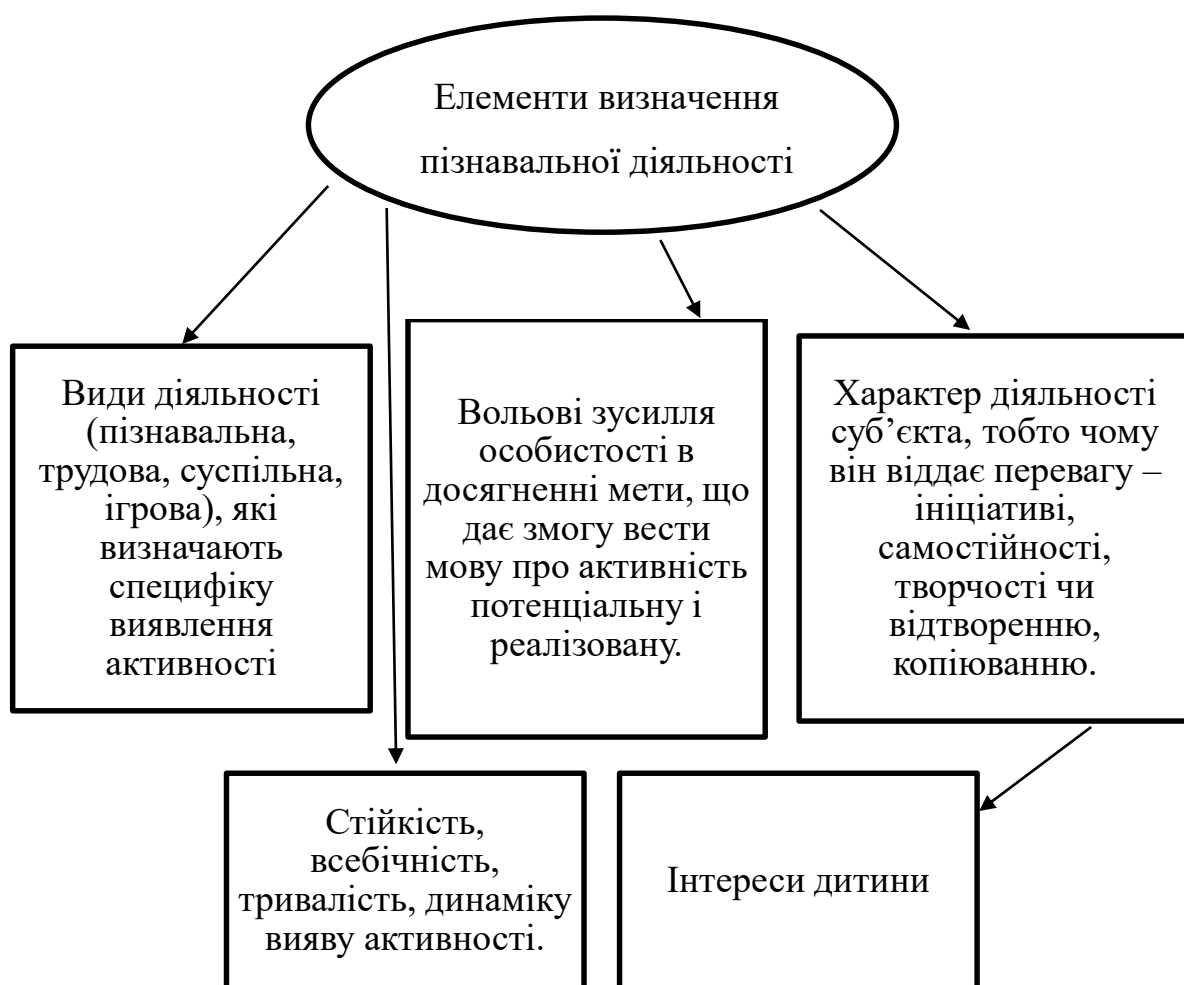 Елементи визначення
пізнавальної діяльності
Види діяльності
(пізнавальна,
трудова, суспільна,
ігрова), які
визначають
специфіку
виявлення
активності
Вольові зусилля
особистості в
досягненні мети, що
дає змогу вести
мову про активність
потенціальну і
реалізовану.
Характер діяльності
суб’єкта, тобто чому
він віддає перевагу –
ініціативі,
самостійності,
творчості чи
відтворенню,
копіюванню.
Стійкість,
всебічність,
тривалість, динаміку
вияву активності.
Інтереси дитини